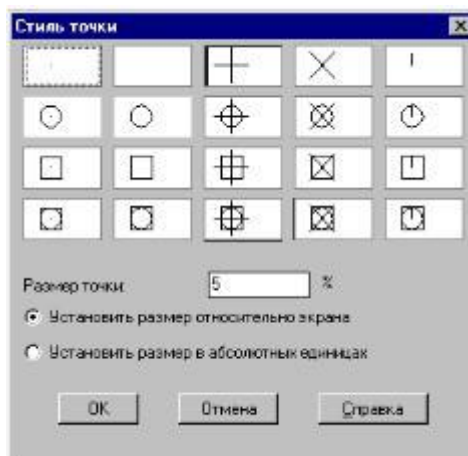 Стиль точки
Размер точки: 5 %
Установить размер относительно экрана
Установить размер в абсолютных единицах
OK Отмена Справка